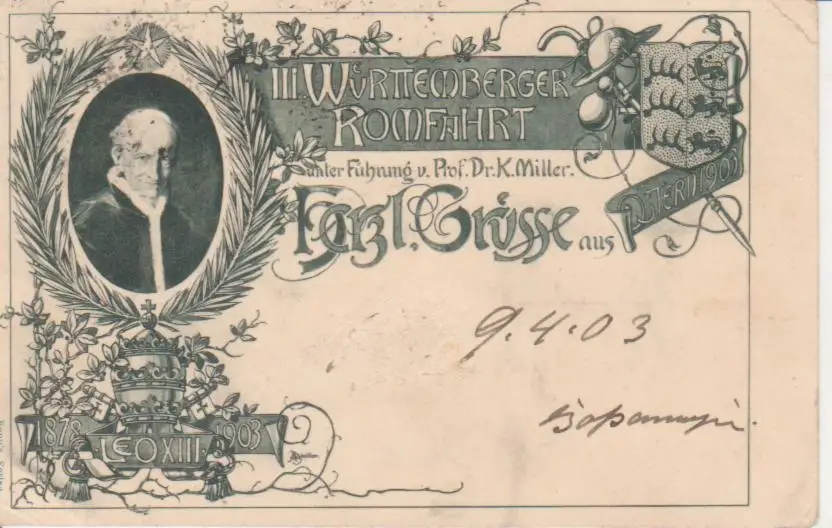 III. WÜRTTEMBERGER
ROMFAHRT
unter Führung v. Prof. Dr. K. Miller.
Herzl. Grüsse aus
OSTERN 1903
9.4.03
1878 1903
LEO XIII.